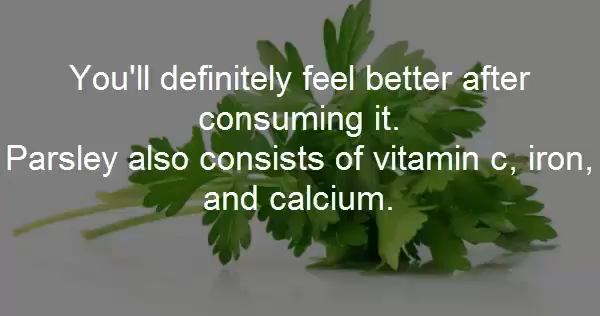 You'll definitely feel better after
consuming it.
Parsley also consists of vitamin c, iron,
and calcium.